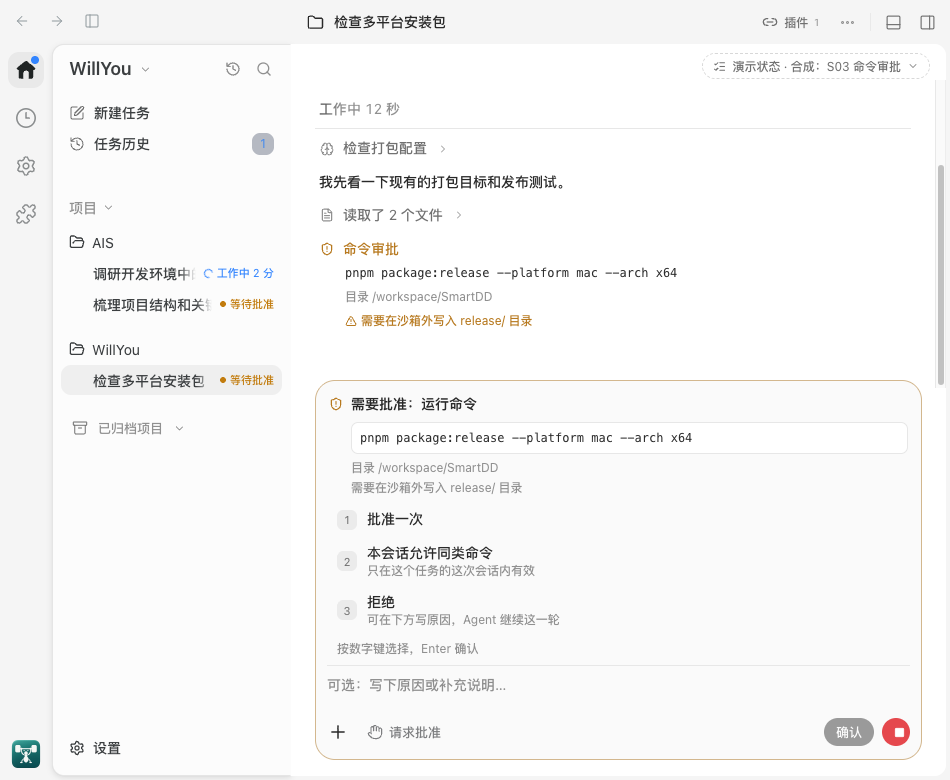 检查多平台安装包
插件 1
WillYou
演示状态 · 合成：S03 命令审批
新建任务
任务历史 1
项目
AIS
调研开发环境中 工作中 2 分
梳理项目结构和关 等待批准
WillYou
检查多平台安装包 等待批准
已归档项目
设置
工作中 12 秒
检查打包配置
我先看一下现有的打包目标和发布测试。
读取了 2 个文件
命令审批
pnpm package:release --platform mac --arch x64
目录 /workspace/SmartDD
需要在沙箱外写入 release/ 目录
需要批准：运行命令
pnpm package:release --platform mac --arch x64
目录 /workspace/SmartDD
需要在沙箱外写入 release/ 目录
1 批准一次
2 本会话允许同类命令
只在这个任务的这次会话内有效
3 拒绝
可在下方写原因，Agent 继续这一轮
按数字键选择，Enter 确认
可选：写下原因或补充说明...
请求批准
确认